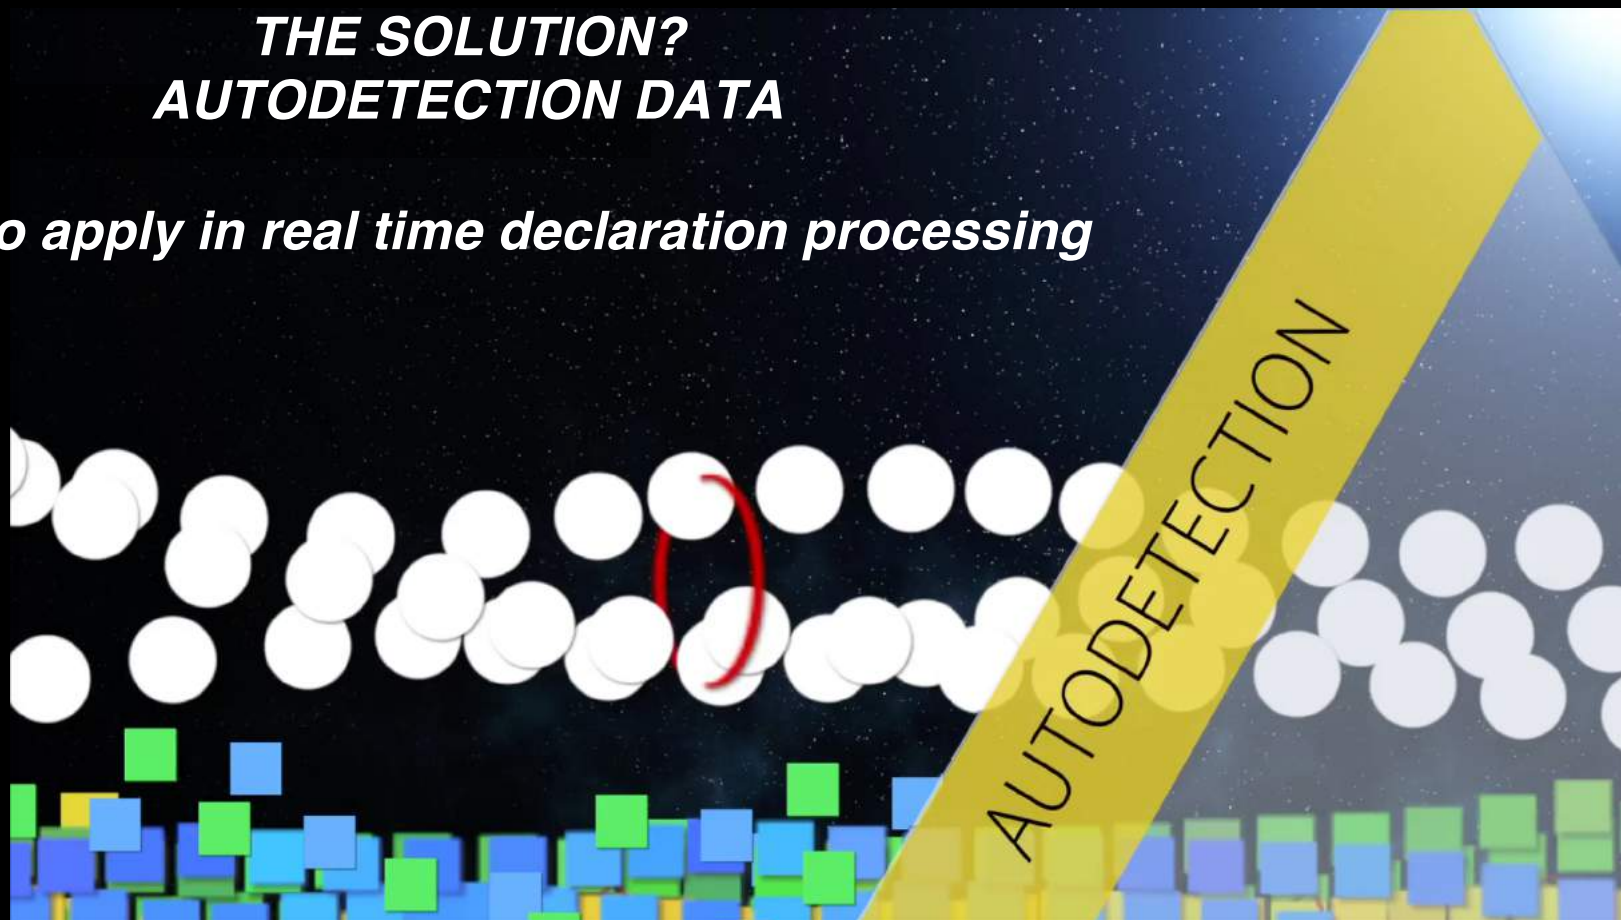 THE SOLUTION?
AUTODETECTION DATA
o apply in real time declaration processing
AUTODETECTION